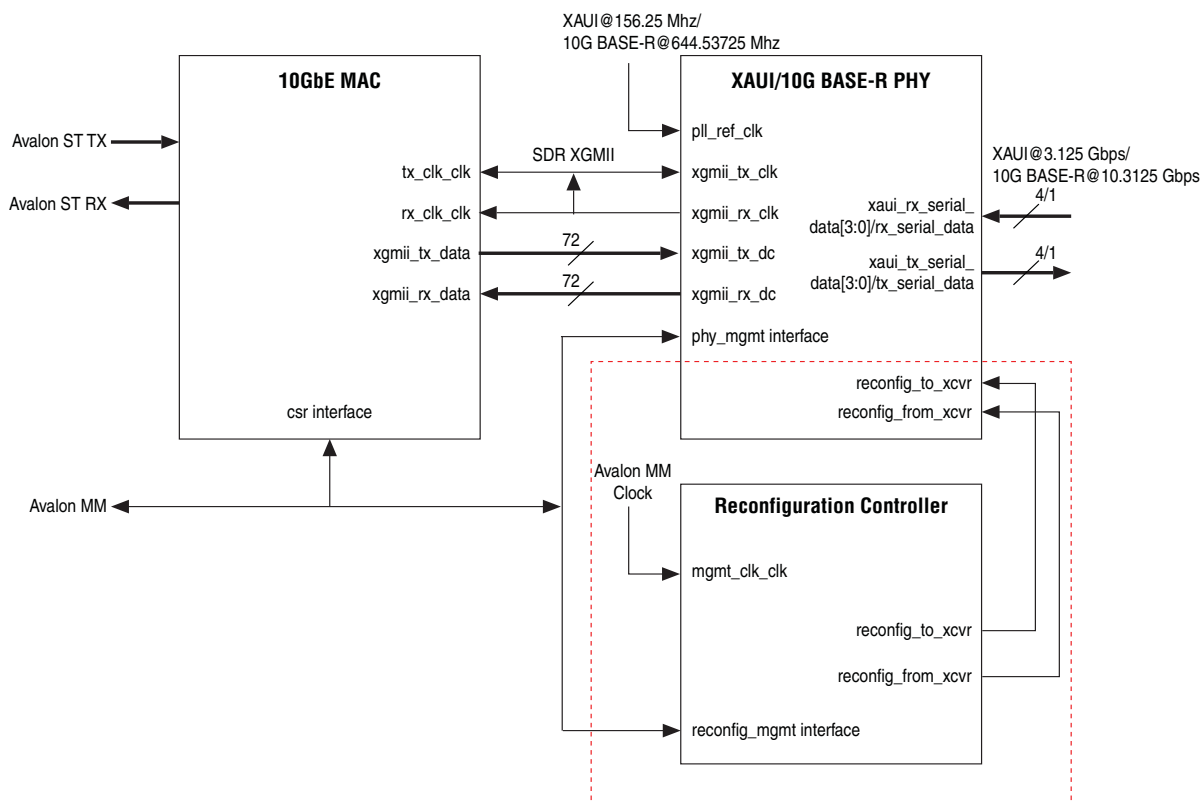 XAUI@156.25 Mhz/
10G BASE-R@644.53725 Mhz
10GbE MAC
XAUI/10G BASE-R PHY
Avalon ST TX
Avalon ST RX
tx_clk_clk
rx_clk_clk
xgmii_tx_data
xgmii_rx_data
csr interface
SDR XGMII
72
72
pll_ref_clk
xgmii_tx_clk
xgmii_rx_clk
xgmii_tx_dc
xgmii_rx_dc
phy_mgmt interface
XAUI@3.125 Gbps/
10G BASE-R@10.3125 Gbps
xaui_rx_serial_
data[3:0]/rx_serial_data
4/1
xaui_tx_serial_
data[3:0]/tx_serial_data
4/1
reconfig_to_xcvr
reconfig_from_xcvr
Avalon MM
Avalon MM
Clock
Reconfiguration Controller
mgmt_clk_clk
reconfig_to_xcvr
reconfig_from_xcvr
reconfig_mgmt interface